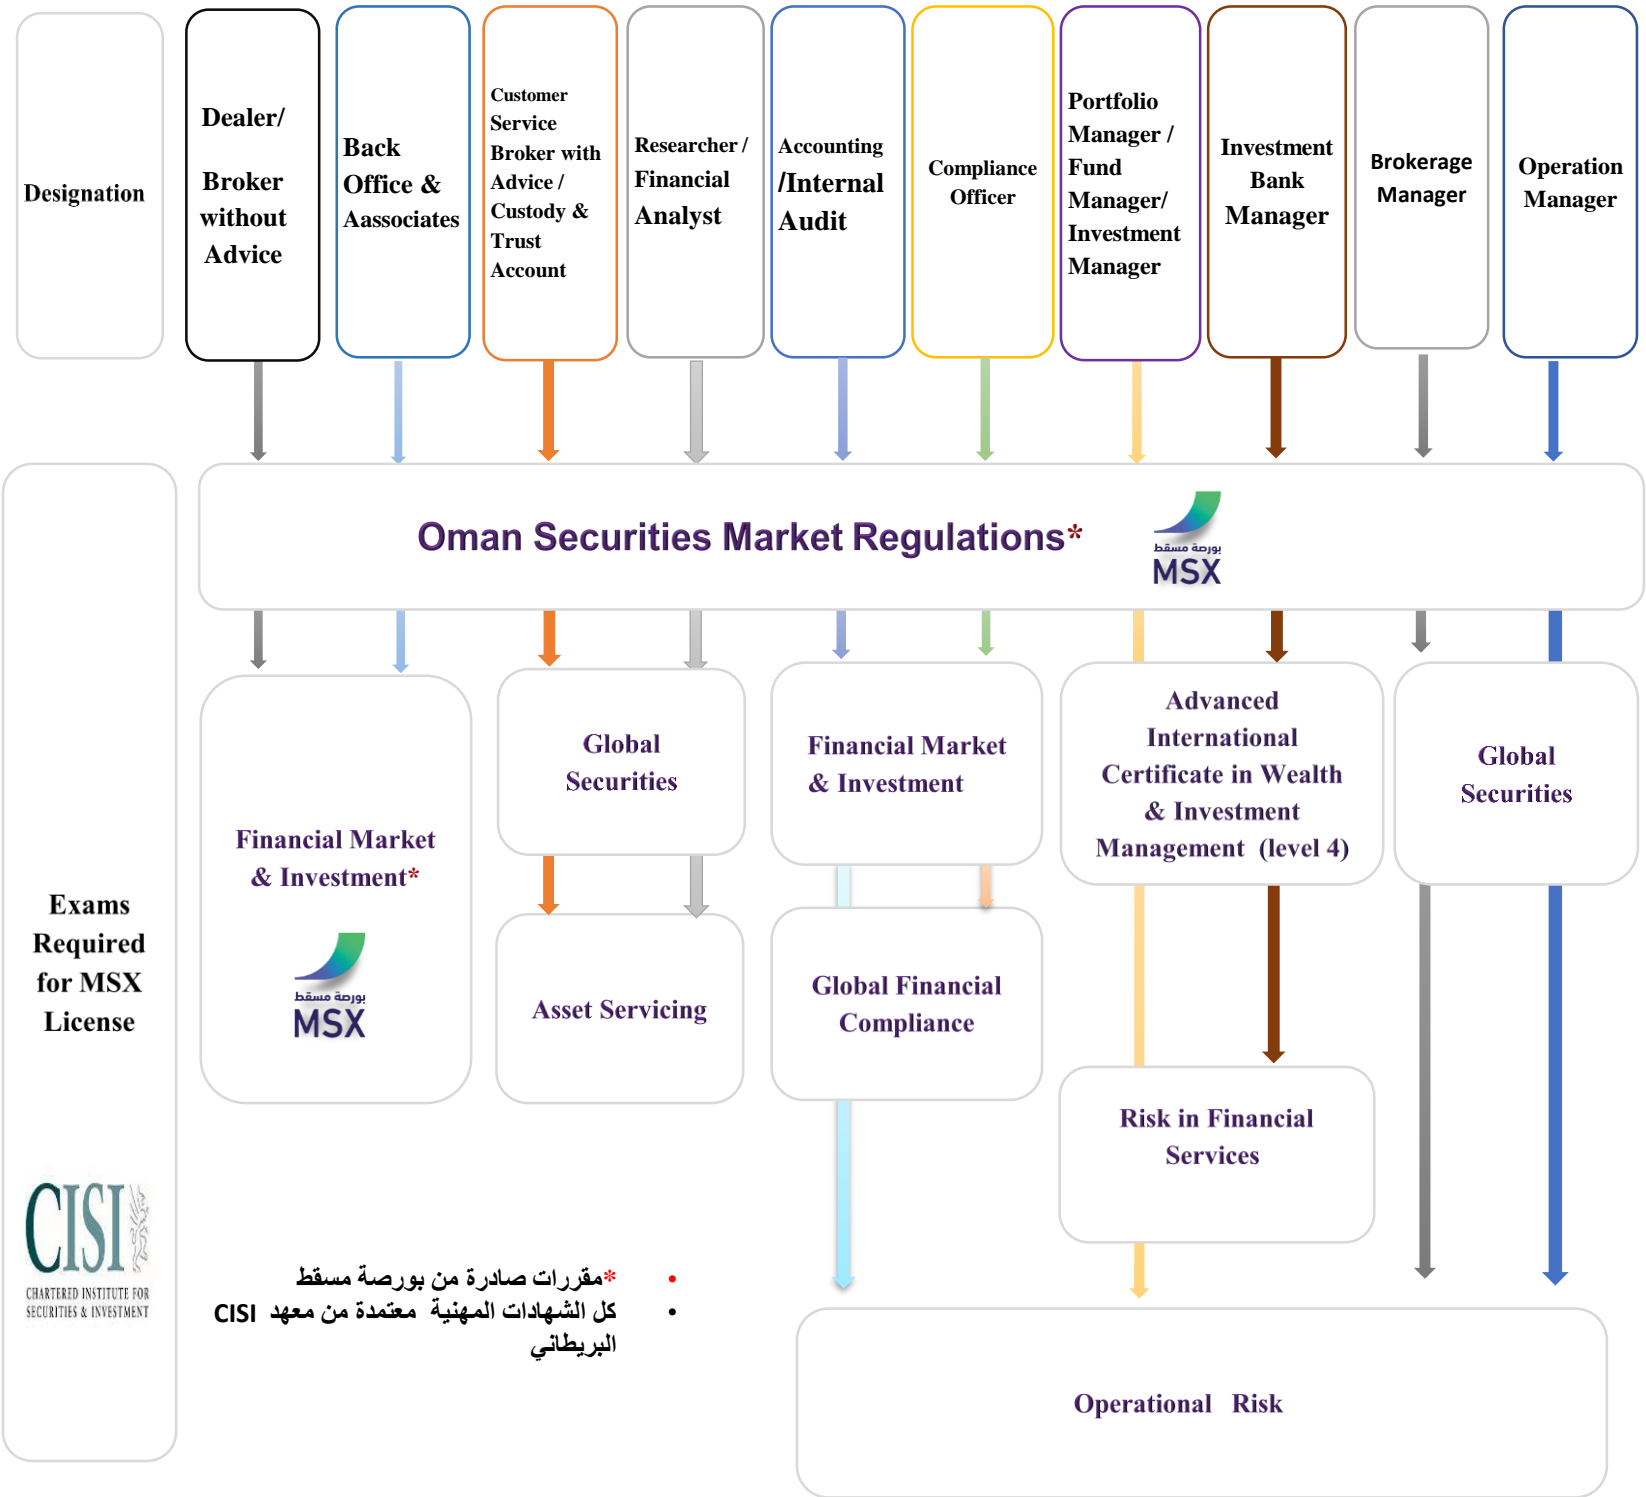 Designation
Dealer/
Broker
without
Advice
Back
Office &
Aassociates
Customer
Service
Broker with
Advice /
Custody &
Trust
Account
Researcher /
Financial
Analyst
Accounting
/Internal
Audit
Compliance
Officer
Portfolio
Manager /
Fund
Manager/
Investment
Manager
Investment
Bank
Manager
Brokerage
Manager
Operation
Manager
Oman Securities Market Regulations*
بورصة مسقط
MSX
Exams
Required
for MSX
License
CISI
CHARTERED INSTITUTE FOR
SECURITIES & INVESTMENT
Financial Market
& Investment*
بورصة مسقط
MSX
Global
Securities
Asset Servicing
Financial Market
& Investment
Global Financial
Compliance
Advanced
International
Certificate in Wealth
& Investment
Management (level 4)
Risk in Financial
Services
Global
Securities
Operational Risk
• *مقررات صادرة من بورصة مسقط
• كل الشهادات المهنية معتمدة من معهد CISI
البريطاني